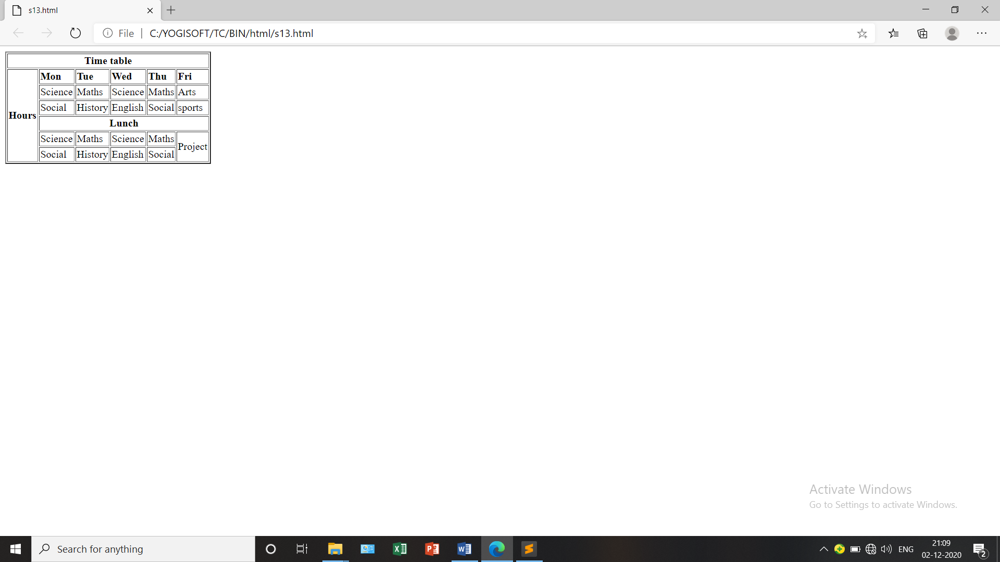 s13.html
File | C:/YOGISOFT/TC/BIN/html/s13.html
Time table
Hours
Mon Tue Wed Thu Fri
Science Maths Science Maths Arts
Social History English Social sports
Lunch
Science Maths Science Maths Project
Social History English Social
Activate Windows
Go to Settings to activate Windows.
Search for anything
ENG
21:09
02-12-2020
2